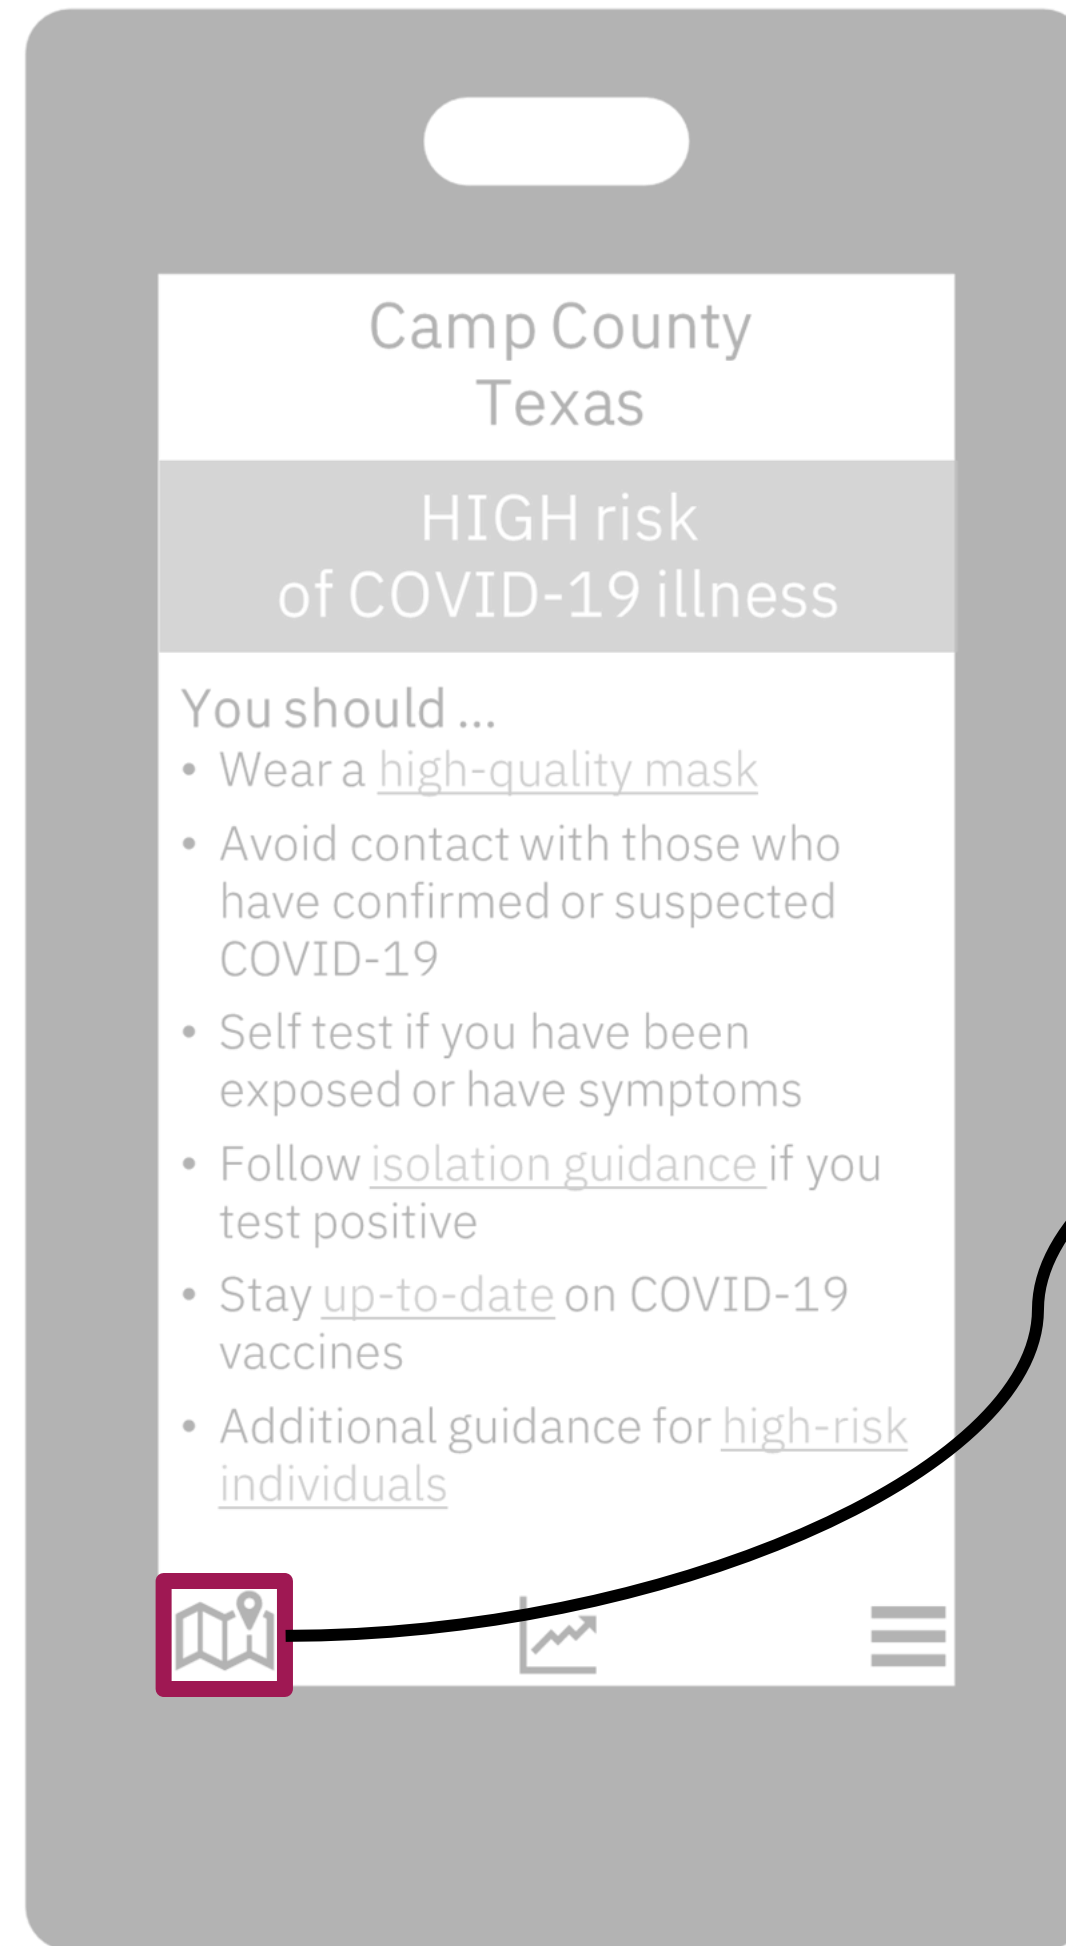 Camp County
Texas
HIGH risk
of COVID-19 illness
You should ...
• Wear a high-quality mask
• Avoid contact with those who
have confirmed or suspected
COVID-19
• Self test if you have been
exposed or have symptoms
• Follow isolation guidance if you
test positive
• Stay up-to-date on COVID-19
vaccines
• Additional guidance for high-risk
individuals